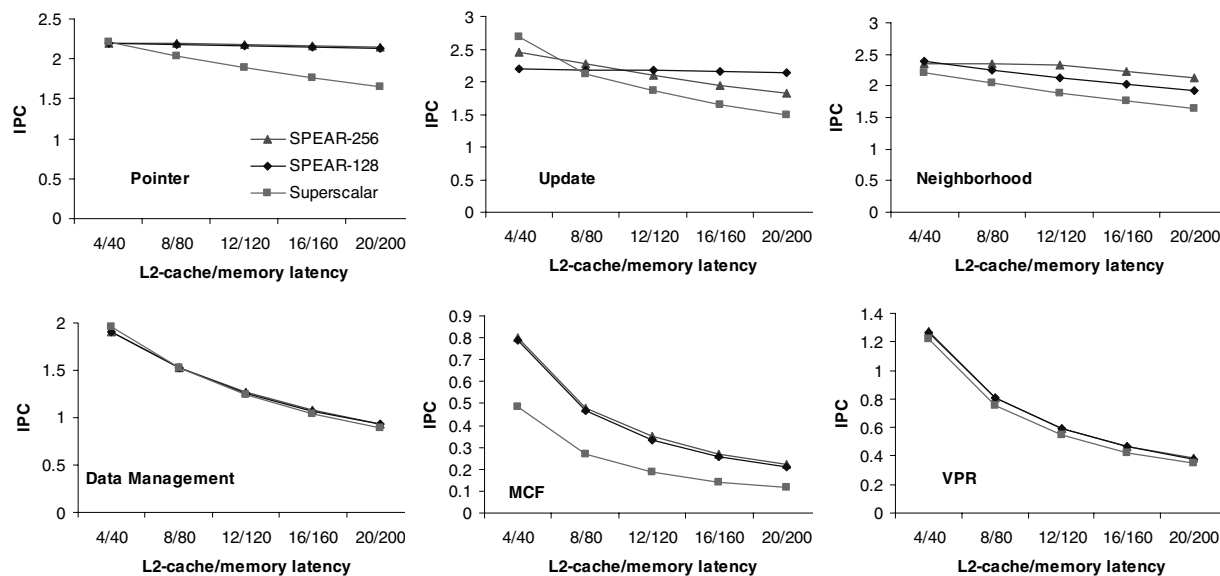 2.5
2
1.5
1
0.5
0
IPC
SPEAR-256
SPEAR-128
Superscalar
Pointer
4/40 8/80 12/120 16/160 20/200
L2-cache/memory latency
3
2.5
2
1.5
1
0.5
0
IPC
Update
4/40 8/80 12/120 16/160 20/200
L2-cache/memory latency
3
2.5
2
1.5
1
0.5
0
IPC
Neighborhood
4/40 8/80 12/120 16/160 20/200
L2-cache/memory latency
2
1.5
1
0.5
0
IPC
Data Management
4/40 8/80 12/120 16/160 20/200
L2-cache/memory latency
0.9
0.8
0.7
0.6
0.5
0.4
0.3
0.2
0.1
0
IPC
MCF
4/40 8/80 12/120 16/160 20/200
L2-cache/memory latency
1.4
1.2
1
0.8
0.6
0.4
0.2
0
IPC
VPR
4/40 8/80 12/120 16/160 20/200
L2-cache/memory latency